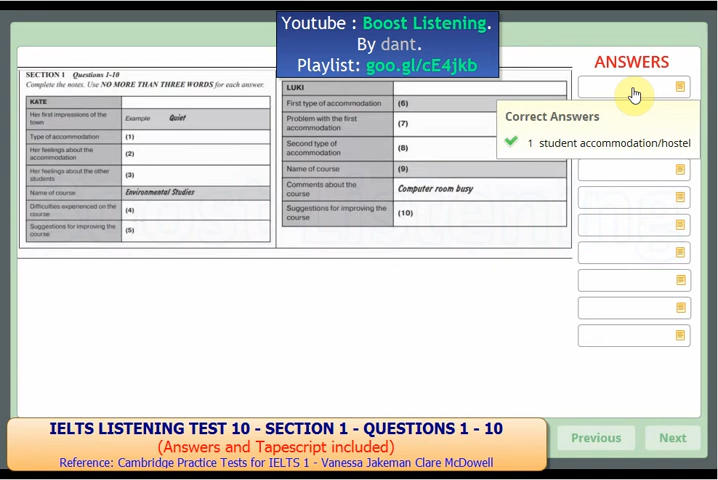 Youtube : Boost Listening.
By dant.
Playlist: goo.gl/cE4jkb
SECTION 1 Questions 1-10
Complete the notes. Use NO MORE THAN THREE WORDS for each answer.
KATE
Her first impressions of the town
Example Quiet
Type of accommodation (1)
Her feelings about the accommodation (2)
Her feelings about the other students (3)
Name of course Environmental Studies
Difficulties experienced on the course (4)
Suggestions for improving the course (5)
LUKI
First type of accommodation (6)
Problem with the first accommodation (7)
Second type of accommodation (8)
Name of course (9)
Comments about the course Computer room busy
Suggestions for improving the course (10)
ANSWERS
Correct Answers
1 student accommodation/hostel
IELTS LISTENING TEST 10 - SECTION 1 - QUESTIONS 1 - 10
(Answers and Tapescript included)
Reference: Cambridge Practice Tests for IELTS 1 - Vanessa Jakeman Clare McDowell
Previous
Next